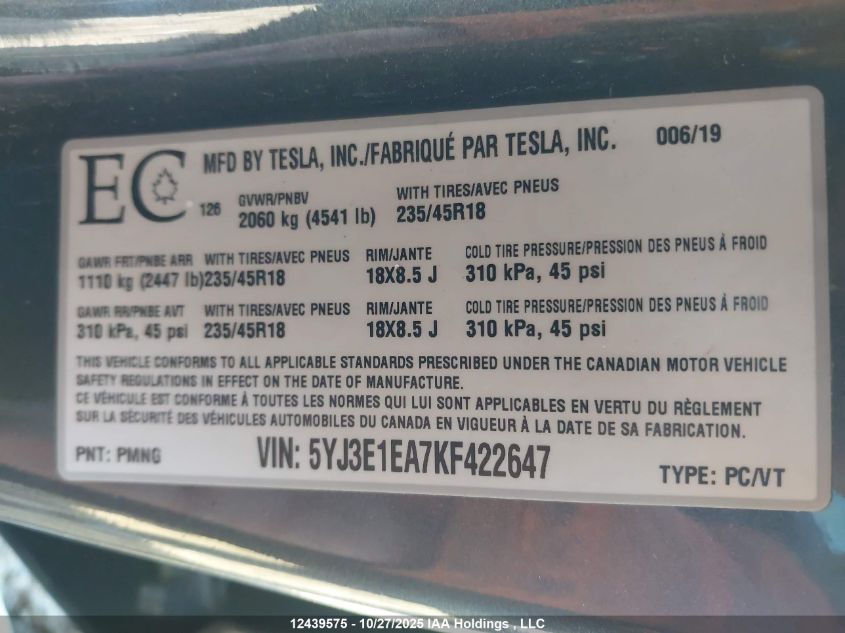 EC MFD BY TESLA, INC./FABRIQUÉ PAR TESLA, INC. 006/19
126 GVWR/PNBV WITH TIRES/AVEC PNEUS
2060 kg (4541 lb) 235/45R18
GAWR FRT/PNBE ARR WITH TIRES/AVEC PNEUS RIM/JANTE COLD TIRE PRESSURE/PRESSION DES PNEUS À FROID
1110 kg (2447 lb) 235/45R18 18X8.5 J 310 kPa, 45 psi
GAWR RR/PNBE AVT WITH TIRES/AVEC PNEUS RIM/JANTE COLD TIRE PRESSURE/PRESSION DES PNEUS À FROID
310 kPa, 45 psi 235/45R18 18X8.5 J 310 kPa, 45 psi
THIS VEHICLE CONFORMS TO ALL APPLICABLE STANDARDS PRESCRIBED UNDER THE CANADIAN MOTOR VEHICLE
SAFETY REGULATIONS IN EFFECT ON THE DATE OF MANUFACTURE.
CE VÉHICULE EST CONFORME À TOUTES LES NORMES QUI LUI SONT APPLICABLES EN VERTU DU RÈGLEMENT
SUR LA SÉCURITÉ DES VÉHICULES AUTOMOBILES DU CANADA EN VIGUEUR À LA DATE DE SA FABRICATION.
PNT: PMNG VIN: 5YJ3E1EA7KF422647 TYPE: PC/VT
12439575 - 10/27/2025 IAA Holdings , LLC